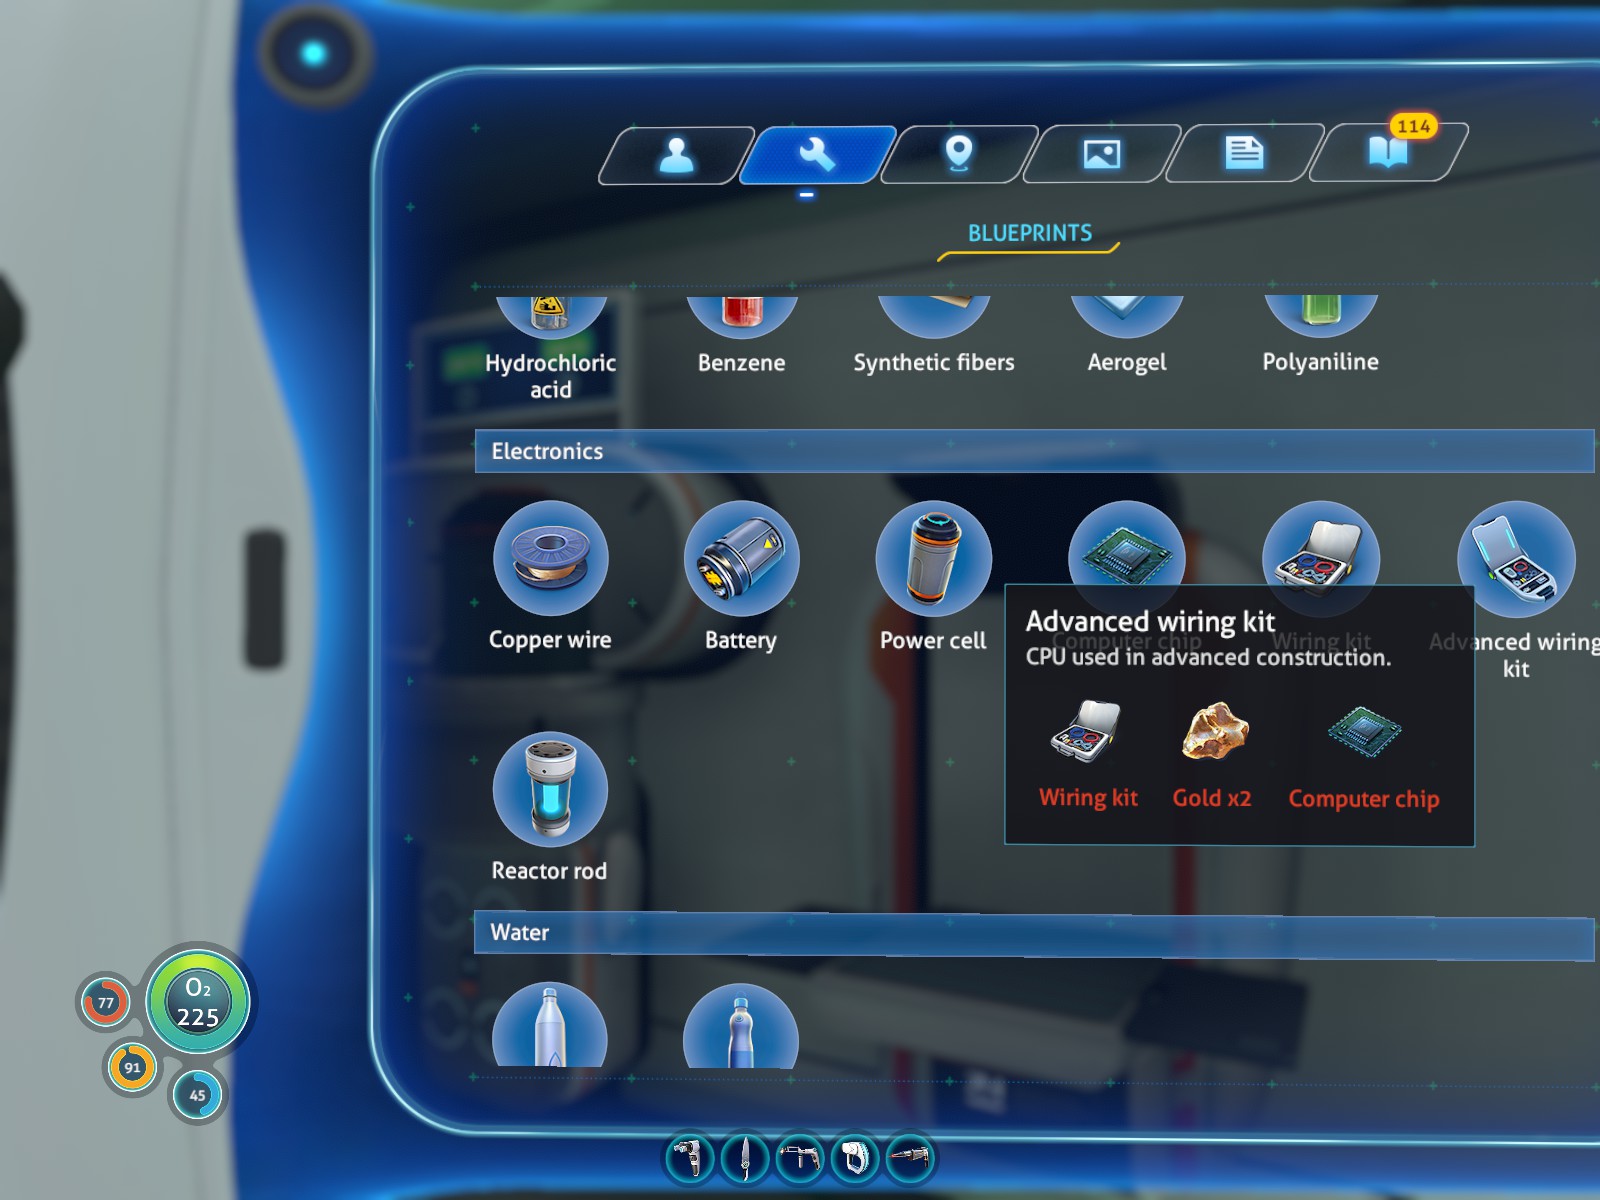 114
BLUEPRINTS
Hydrochloric
acid
Benzene
Synthetic fibers
Aerogel
Polyaniline
Electronics
Copper wire
Battery
Power cell
Computer chip
Wiring kit
Advanced wiring
kit
Advanced wiring kit
CPU used in advanced construction.
Wiring kit
Gold x2
Computer chip
Reactor rod
Water
O₂
225
77
91
45